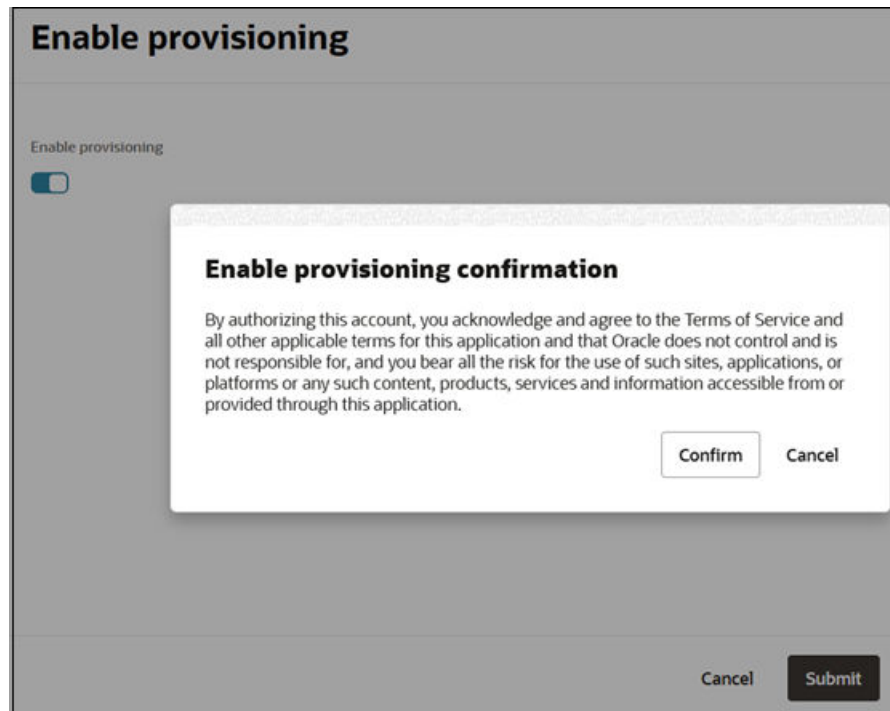 Enable provisioning
Enable provisioning
Enable provisioning confirmation
By authorizing this account, you acknowledge and agree to the Terms of Service and
all other applicable terms for this application and that Oracle does not control and is
not responsible for, and you bear all the risk for the use of such sites, applications, or
platforms or any such content, products, services and information accessible from or
provided through this application.
Confirm Cancel
Cancel Submit